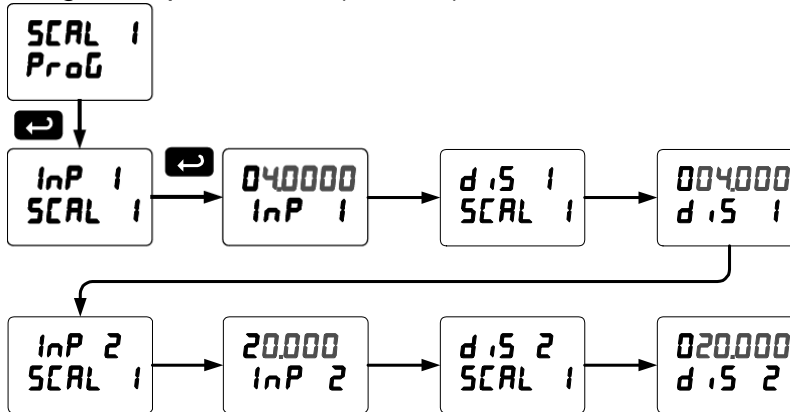 SCAL 1
ProG
InP 1
SCAL 1
04.0000
InP 1
diS 1
SCAL 1
004.000
diS 1
InP 2
SCAL 1
20.000
InP 2
diS 2
SCAL 1
020.000
diS 2